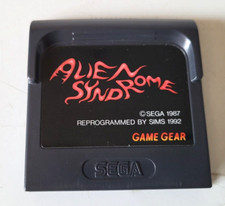 ALIEN
SYNDROME
©SEGA 1987
REPROGRAMMED BY SIMS 1992
GAME GEAR
SEGA